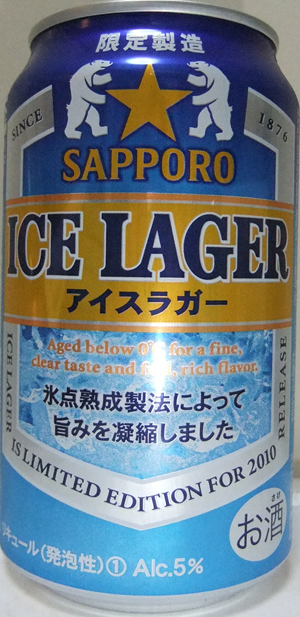 限定製造
SINCE
1876
SAPPORO
ICE LAGER
アイスラガー
Aged below 0° for a fine,
clear taste and full, rich flavor.
氷点熟成製法によって
旨みを凝縮しました
ICE LAGER
IS LIMITED EDITION FOR 2010
RELEASE
さけ
お酒
キュール(発泡性)① Alc.5%